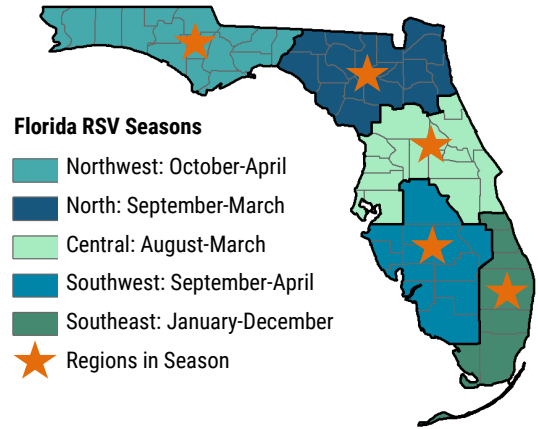 Florida RSV Seasons
Northwest: October-April
North: September-March
Central: August-March
Southwest: September-April
Southeast: January-December
Regions in Season